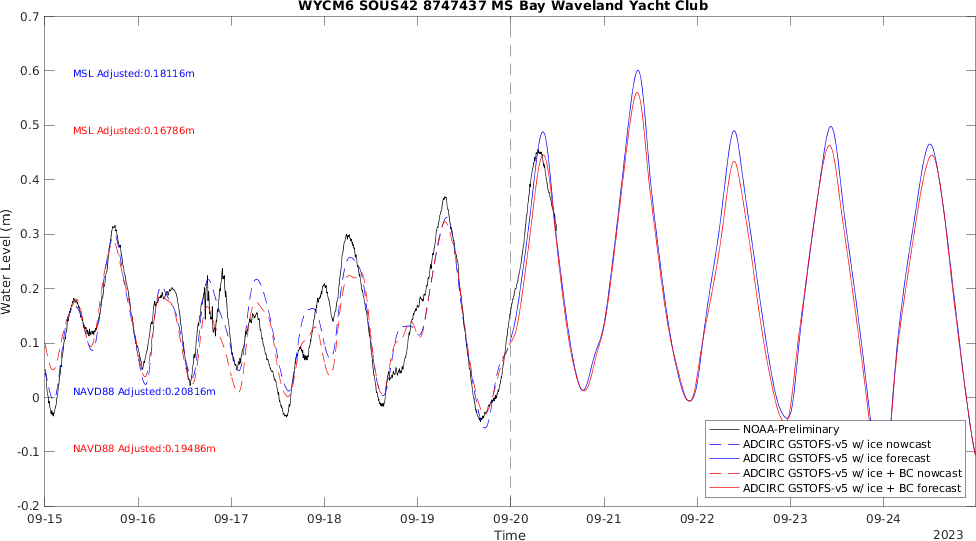 WYCM6 SOUS42 8747437 MS Bay Waveland Yacht Club
0.7
0.6
0.5
0.4
0.3
0.2
0.1
0
-0.1
-0.2
Water Level (m)
MSL Adjusted:0.18116m
MSL Adjusted:0.16786m
NAVD88 Adjusted:0.20816m
NAVD88 Adjusted:0.19486m
NOAA-Preliminary
ADCIRC GSTOFS-v5 w/ ice nowcast
ADCIRC GSTOFS-v5 w/ ice forecast
ADCIRC GSTOFS-v5 w/ ice + BC nowcast
ADCIRC GSTOFS-v5 w/ ice + BC forecast
09-15 09-16 09-17 09-18 09-19 09-20 09-21 09-22 09-23 09-24
Time
2023